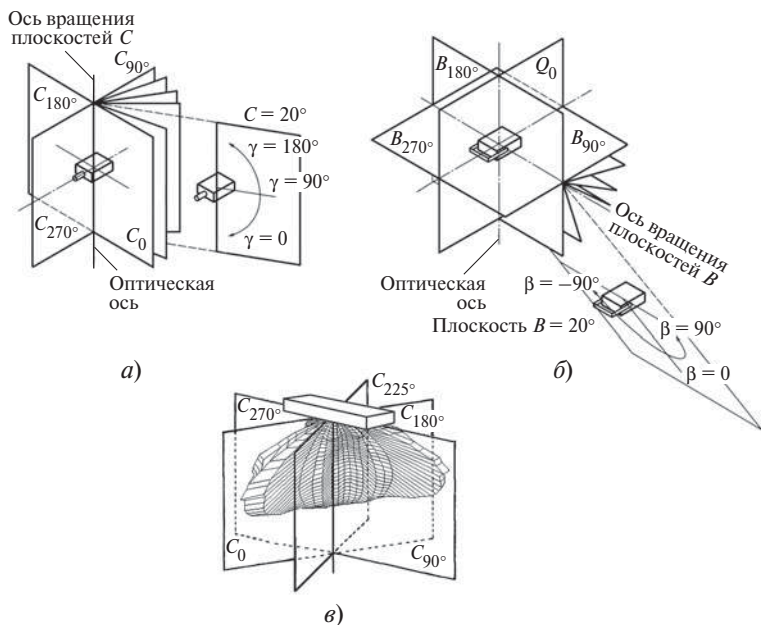 Ось вращения
плоскостей C
C90°
C180°
C = 20°
γ = 180°
γ = 90°
γ = 0
C270°
C0
Оптическая
ось
а)
B180°
Q0
B270°
B90°
Ось вращения
плоскостей B
Оптическая
ось
β = –90°
Плоскость B = 20°
β = 90°
β = 0
б)
C225°
C270°
C180°
C0
C90°
в)